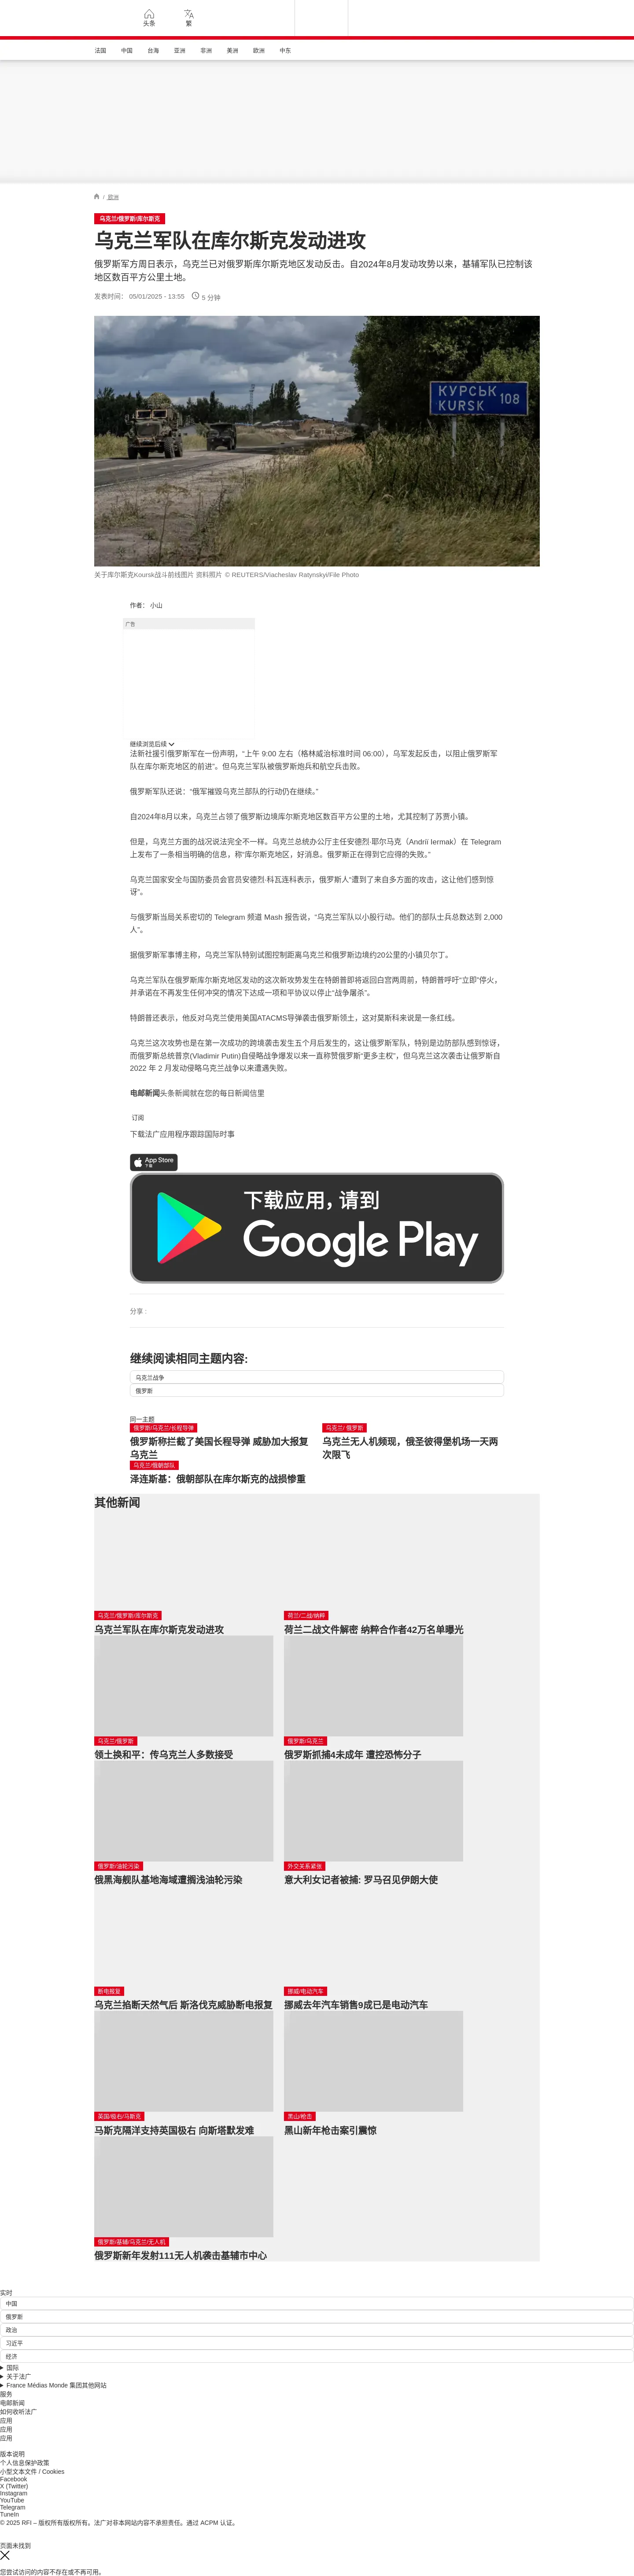 头条
繁
法国
中国
台海
亚洲
非洲
美洲
欧洲
中东
/ 欧洲
乌克兰/俄罗斯/库尔斯克
乌克兰军队在库尔斯克发动进攻
俄罗斯军方周日表示，乌克兰已对俄罗斯库尔斯克地区发动反击。自2024年8月发动攻势以来，基辅军队已控制该
地区数百平方公里土地。
发表时间： 05/01/2025 - 13:55
5 分钟
КУРСЬК 108
KURSK
关于库尔斯克Koursk战斗前线图片 资料照片 © REUTERS/Viacheslav Ratynskyi/File Photo
作者： 小山
广告
继续浏览后续
法新社援引俄罗斯军在一份声明，“上午 9:00 左右（格林威治标准时间 06:00），乌军发起反击，以阻止俄罗斯军
队在库尔斯克地区的前进”。但乌克兰军队被俄罗斯炮兵和航空兵击败。
俄罗斯军队还说：“俄军摧毁乌克兰部队的行动仍在继续。”
自2024年8月以来，乌克兰占领了俄罗斯边境库尔斯克地区数百平方公里的土地，尤其控制了苏贾小镇。
但是，乌克兰方面的战况说法完全不一样。乌克兰总统办公厅主任安德烈·耶尔马克（Andriï Iermak）在 Telegram
上发布了一条相当明确的信息，称“库尔斯克地区，好消息。俄罗斯正在得到它应得的失败。”
乌克兰国家安全与国防委员会官员安德烈·科瓦连科表示，俄罗斯人“遭到了来自多方面的攻击，这让他们感到惊
讶”。
与俄罗斯当局关系密切的 Telegram 频道 Mash 报告说，“乌克兰军队以小股行动。他们的部队士兵总数达到 2,000
人”。
据俄罗斯军事博主称，乌克兰军队特别试图控制距离乌克兰和俄罗斯边境约20公里的小镇贝尔丁。
乌克兰军队在俄罗斯库尔斯克地区发动的这次新攻势发生在特朗普即将返回白宫两周前，特朗普呼吁“立即”停火，
并承诺在不再发生任何冲突的情况下达成一项和平协议以停止“战争屠杀”。
特朗普还表示，他反对乌克兰使用美国ATACMS导弹袭击俄罗斯领土，这对莫斯科来说是一条红线。
乌克兰这次攻势也是在第一次成功的跨境袭击发生五个月后发生的，这让俄罗斯军队，特别是边防部队感到惊讶，
而俄罗斯总统普京(Vladimir Putin)自侵略战争爆发以来一直称赞俄罗斯“更多主权”，但乌克兰这次袭击让俄罗斯自
2022 年 2 月发动侵略乌克兰战争以来遭遇失败。
电邮新闻头条新闻就在您的每日新闻信里
订阅
下载法广应用程序跟踪国际时事
App Store
下载
下载应用，请到
Google Play
分享 :
继续阅读相同主题内容:
乌克兰战争
俄罗斯
同一主题
俄罗斯/乌克兰/长程导弹
俄罗斯称拦截了美国长程导弹 威胁加大报复
乌克兰
乌克兰/ 俄罗斯
乌克兰无人机频现，俄圣彼得堡机场一天两
次限飞
乌克兰/俄朝部队
泽连斯基：俄朝部队在库尔斯克的战损惨重
其他新闻
乌克兰/俄罗斯/库尔斯克
乌克兰军队在库尔斯克发动进攻
荷兰/二战/纳粹
荷兰二战文件解密 纳粹合作者42万名单曝光
乌克兰/俄罗斯
领土换和平：传乌克兰人多数接受
俄罗斯/乌克兰
俄罗斯抓捕4未成年 遭控恐怖分子
俄罗斯/油轮污染
俄黑海舰队基地海域遭搁浅油轮污染
外交关系紧张
意大利女记者被捕: 罗马召见伊朗大使
断电报复
乌克兰掐断天然气后 斯洛伐克威胁断电报复
挪威/电动汽车
挪威去年汽车销售9成已是电动汽车
英国/极右/马斯克
马斯克隔洋支持英国极右 向斯塔默发难
黑山/枪击
黑山新年枪击案引震惊
俄罗斯/基辅/乌克兰/无人机
俄罗斯新年发射111无人机袭击基辅市中心
实时
中国
俄罗斯
政治
习近平
经济
国际
关于法广
France Médias Monde 集团其他网站
服务
电邮新闻
如何收听法广
应用
应用
应用
版本说明
个人信息保护政策
小型文本文件 / Cookies
Facebook
X (Twitter)
Instagram
YouTube
Telegram
TuneIn
© 2025 RFI – 版权所有版权所有。法广对非本网站内容不承担责任。通过 ACPM 认证。
页面未找到
您尝试访问的内容不存在或不再可用。